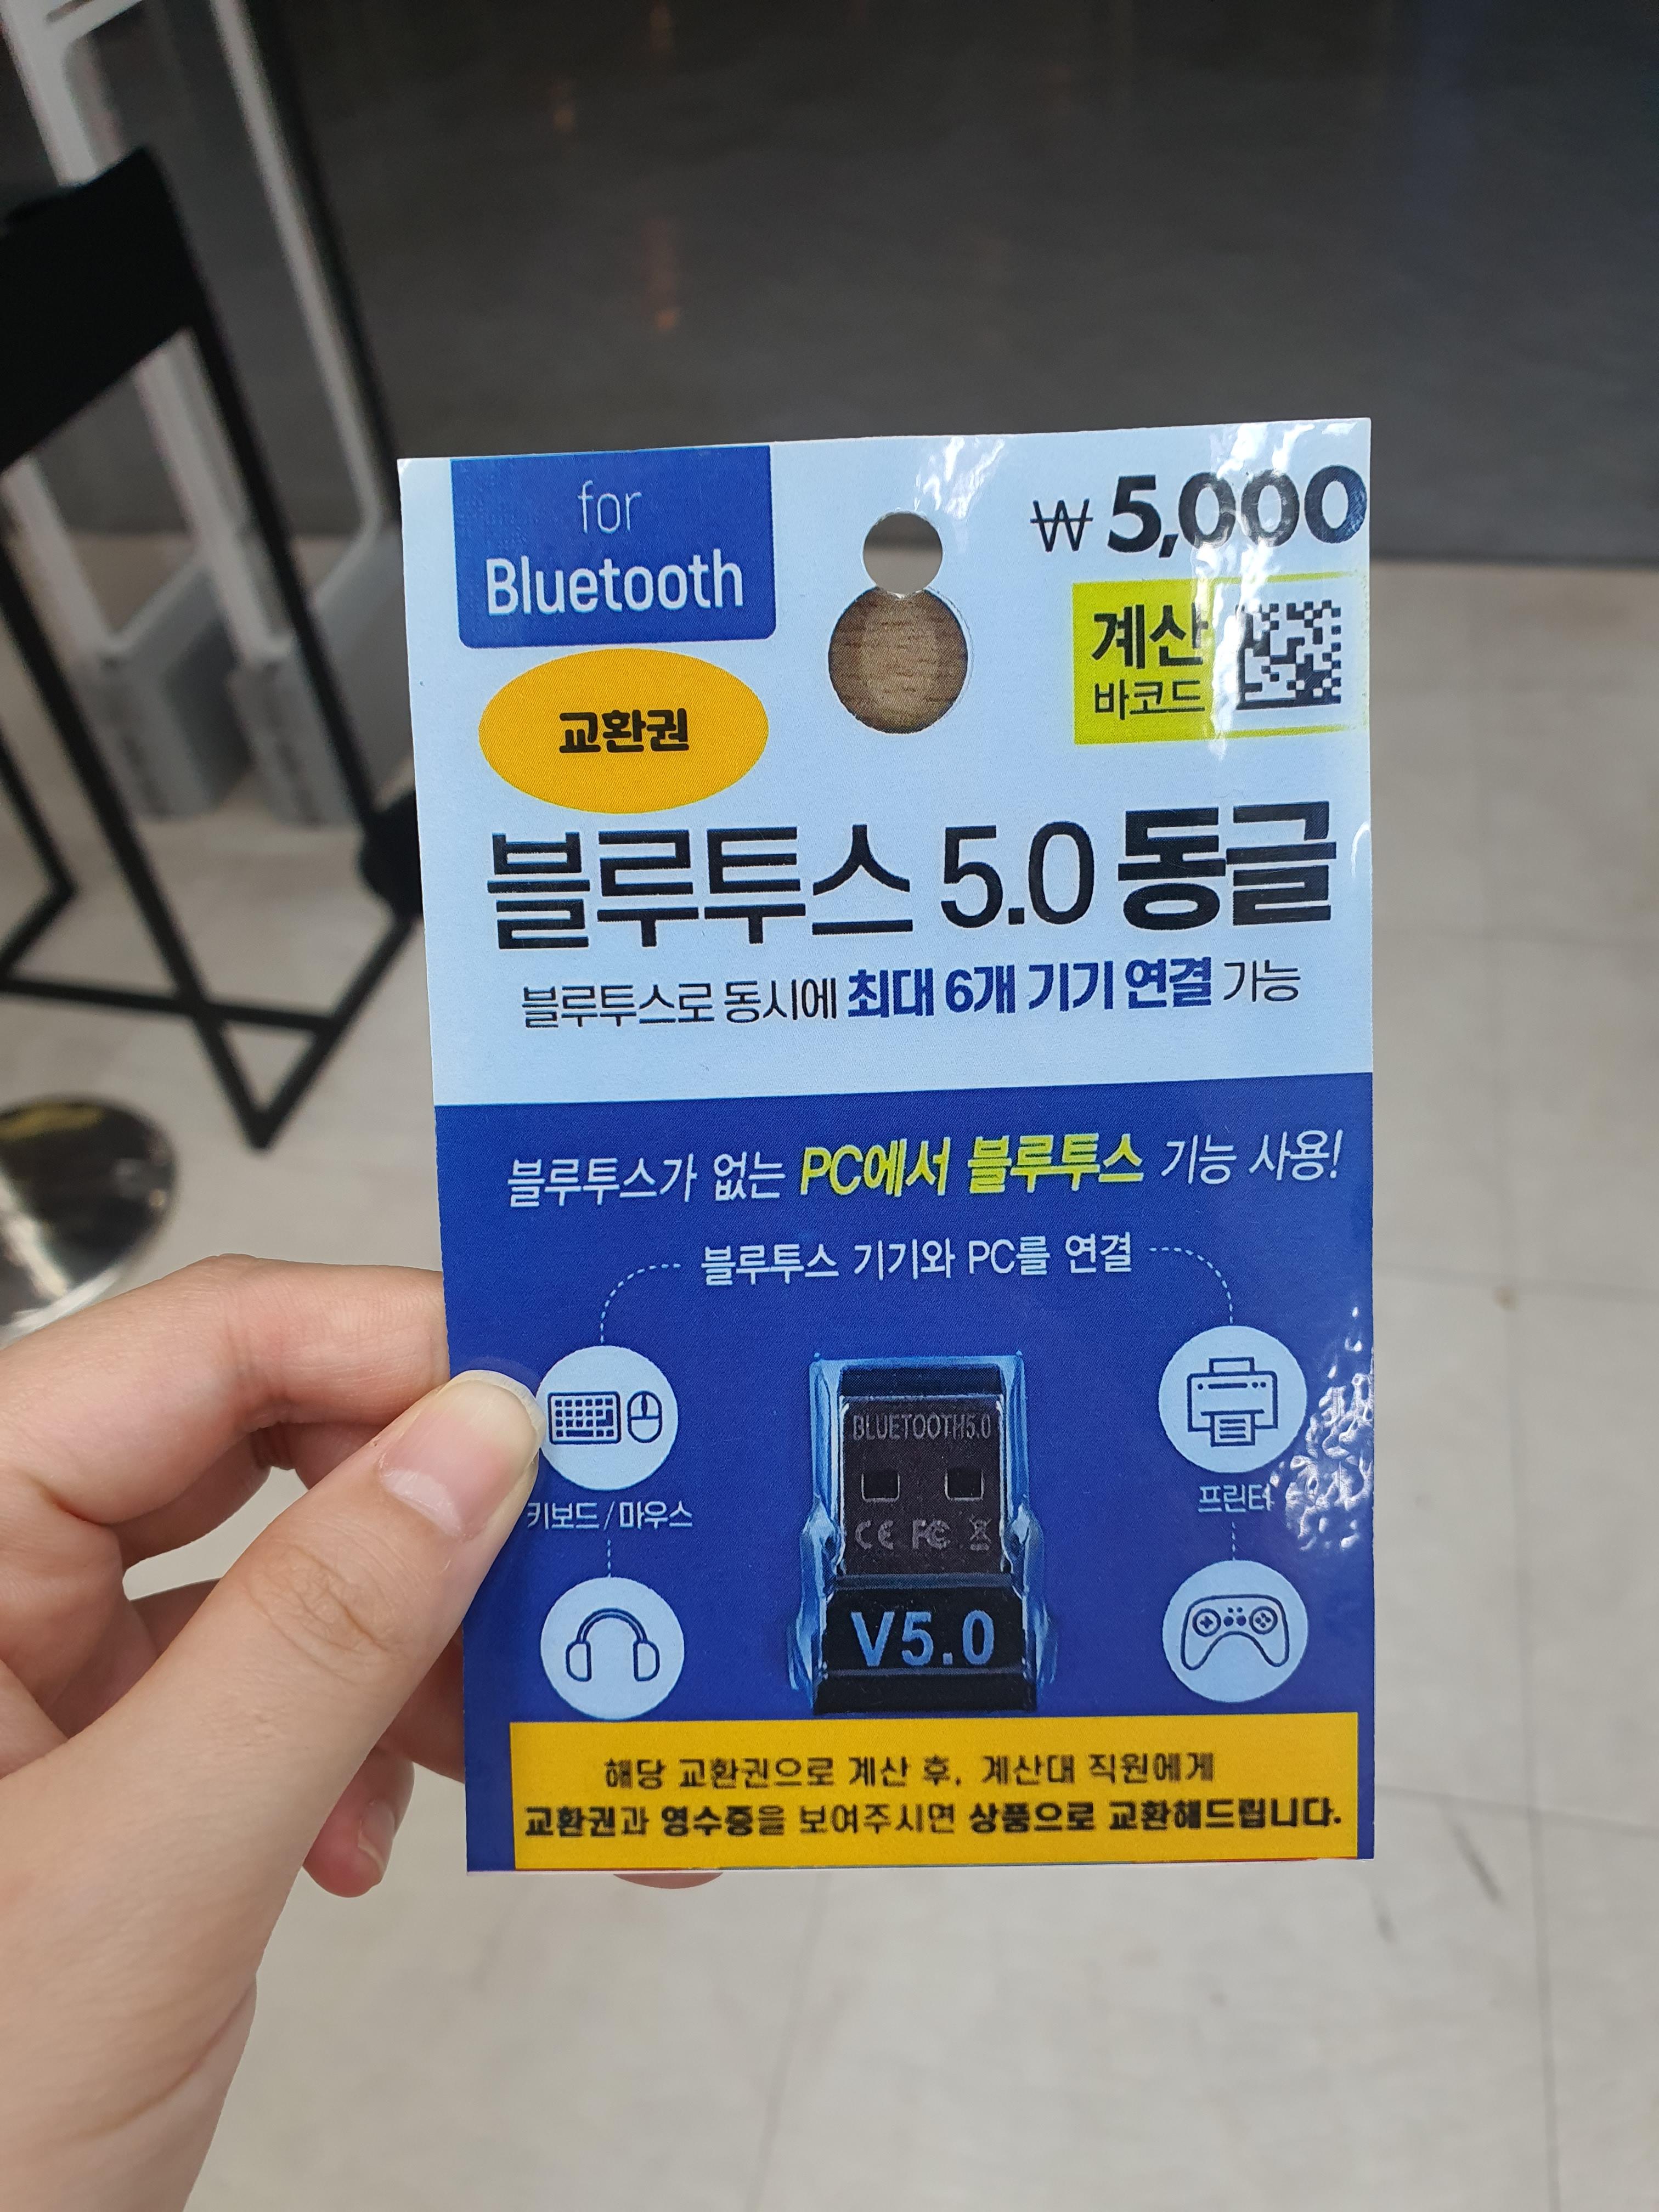 for
Bluetooth
₩ 5,000
계산
바코드
교환권
블루투스 5.0 동글
블루투스로 동시에 최대 6개 기기 연결 가능
블루투스가 없는 PC에서 블루투스 기능 사용!
블루투스 기기와 PC를 연결
BLUETOOTH5.0
CE FC
V5.0
키보드 / 마우스
프린터
해당 교환권으로 계산 후, 계산대 직원에게
교환권과 영수증을 보여주시면 상품으로 교환해드립니다.